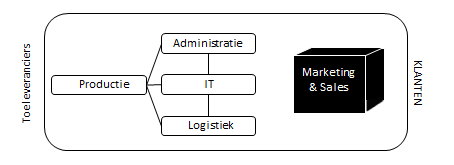 Toeleveranciers
Administratie
Productie
IT
Logistiek
Marketing
& Sales
KLANTEN